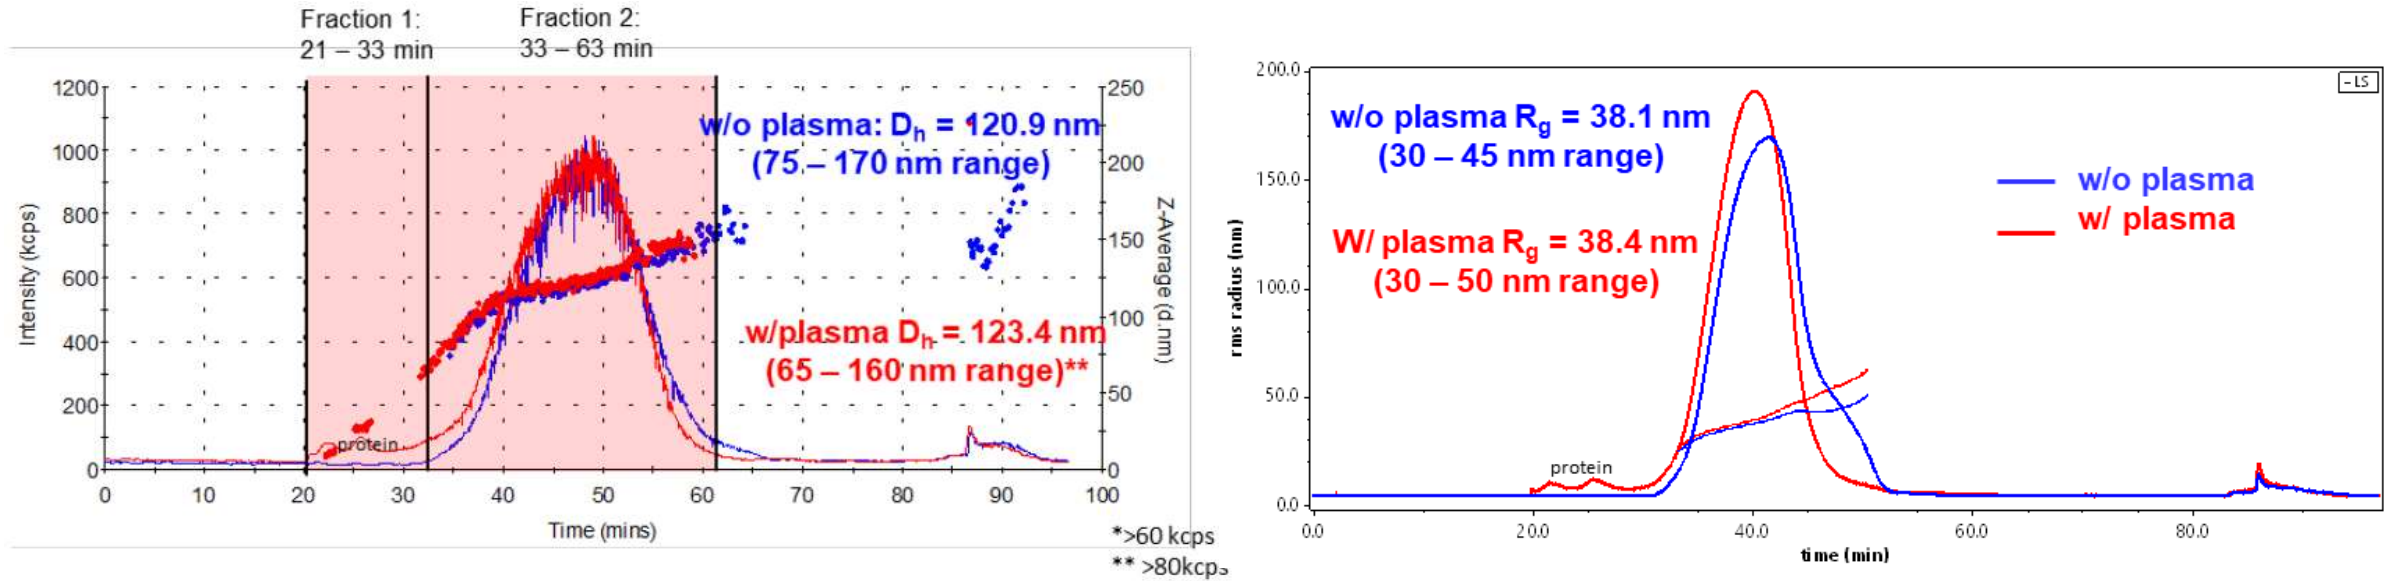 Fraction 1:
21 – 33 min
Fraction 2:
33 – 63 min
1200
1000
800
600
400
200
0
Intensity (kcps)
250
200
150
100
50
0
Z-Average (d.nm)
w/o plasma: Dh = 120.9 nm
(75 – 170 nm range)
w/plasma Dh = 123.4 nm
(65 – 160 nm range)**
protein
0 10 20 30 40 50 60 70 80 90 100
Time (mins)
*>60 kcps
** >80kcps
200.0
150.0
100.0
50.0
0.0
rms radius (nm)
– LS
w/o plasma Rg = 38.1 nm
(30 – 45 nm range)
W/ plasma Rg = 38.4 nm
(30 – 50 nm range)
w/o plasma
w/ plasma
protein
0.0 20.0 40.0 60.0 80.0
time (min)